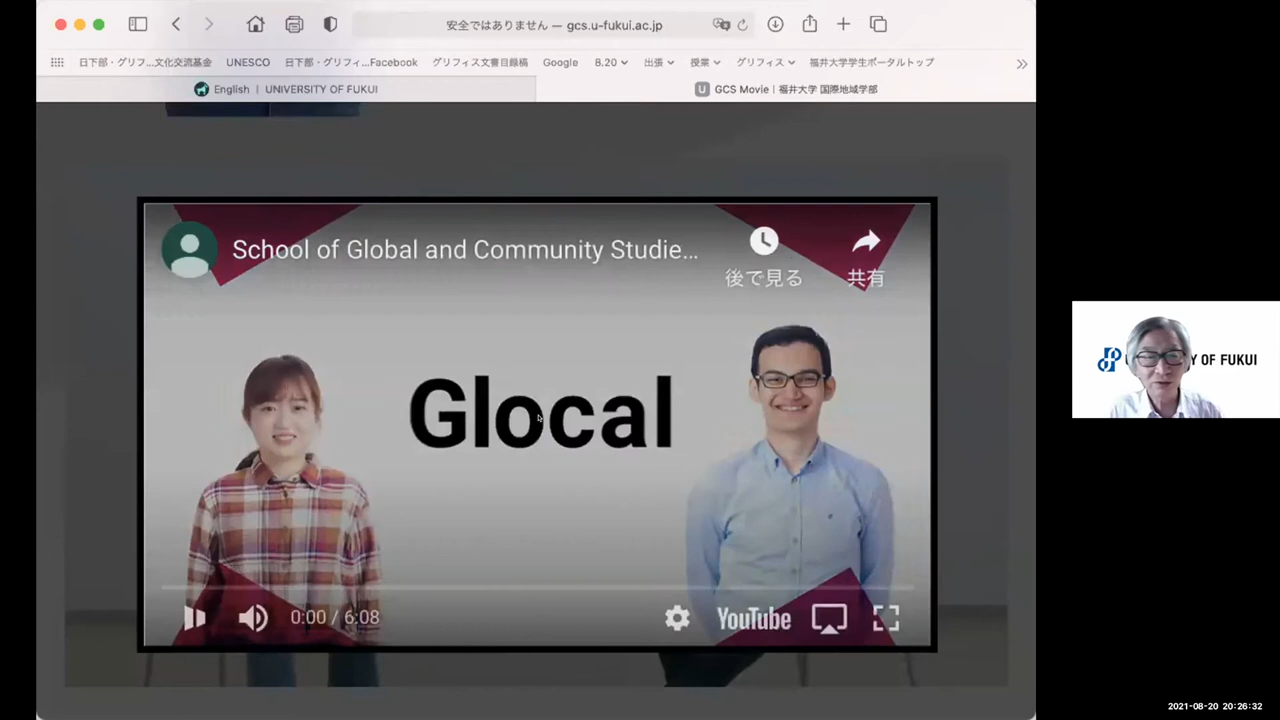 安全ではありません — gcs.u-fukui.ac.jp
日下部・グリフ...文化交流基金 UNESCO 日下部・グリフィ...Facebook グリフィス文書目録稿 Google 8.20 出張 授業 グリフィス 福井大学学生ポータルトップ
English | UNIVERSITY OF FUKUI
U GCS Movie | 福井大学 国際地域学部
School of Global and Community Studie...
後で見る 共有
Glocal
0:00 / 6:08
YouTube
Y OF FUKUI
2021-08-20 20:26:32